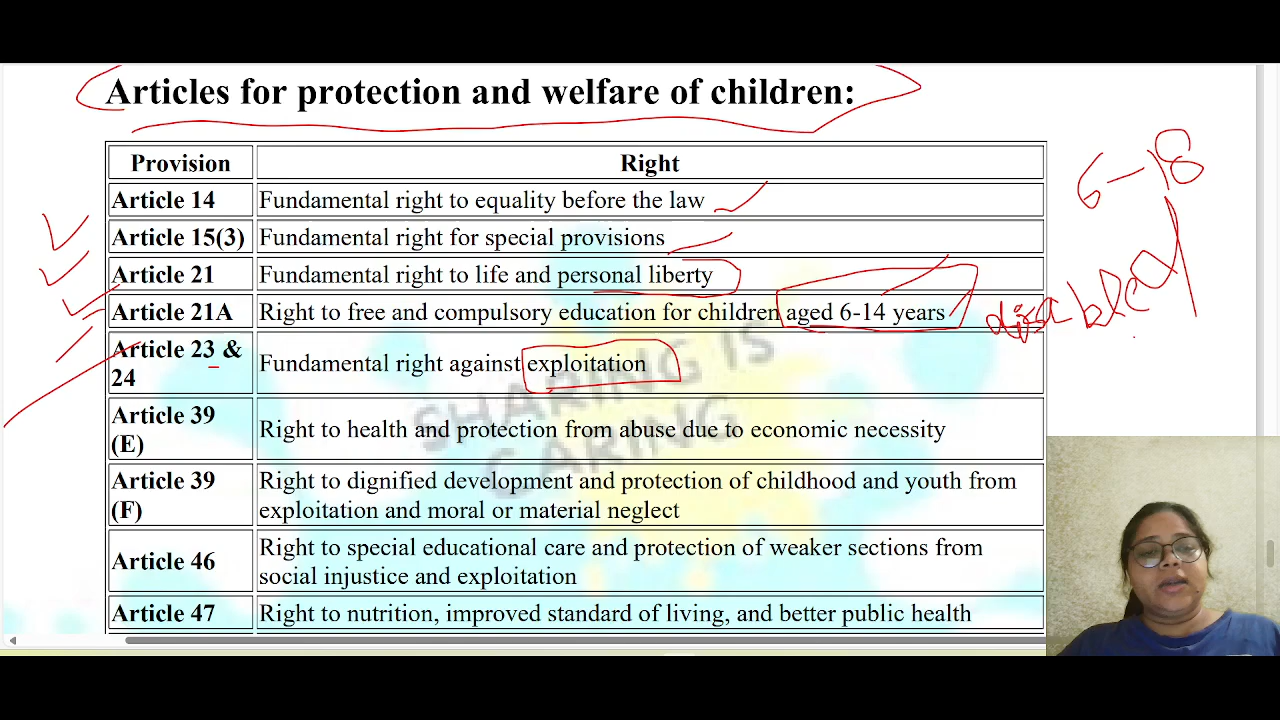 Articles for protection and welfare of children:
6-18
Provision Right
Article 14 Fundamental right to equality before the law
Article 15(3) Fundamental right for special provisions
Article 21 Fundamental right to life and personal liberty
Article 21A Right to free and compulsory education for children aged 6-14 years
disabled
Article 23 &
24
Fundamental right against exploitation
SHARING IS
CARING
Article 39
(E)
Right to health and protection from abuse due to economic necessity
Article 39
(F)
Right to dignified development and protection of childhood and youth from
exploitation and moral or material neglect
Article 46
Right to special educational care and protection of weaker sections from
social injustice and exploitation
Article 47 Right to nutrition, improved standard of living, and better public health